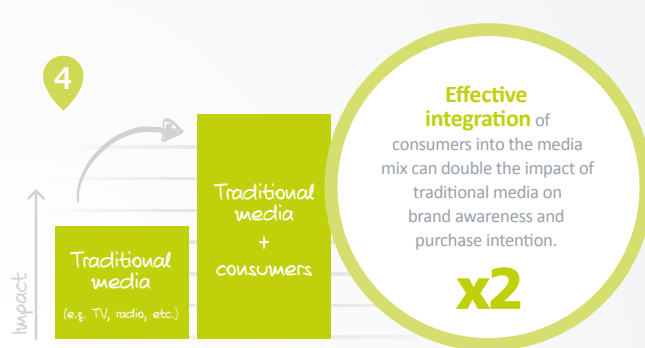 4
Impact
Traditional
media
(e.g. TV, radio, etc.)
Traditional
media
+
consumers
Effective
integration of
consumers into the media
mix can double the impact of
traditional media on
brand awareness and
purchase intention.
x2